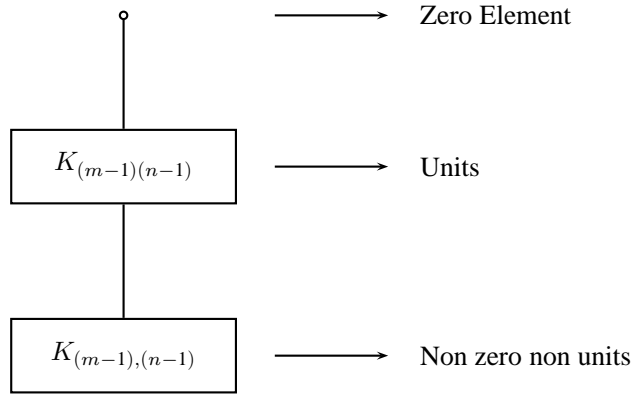 Zero Element
K_{(m−1)(n−1)} Units
K_{(m−1),(n−1)} Non zero non units